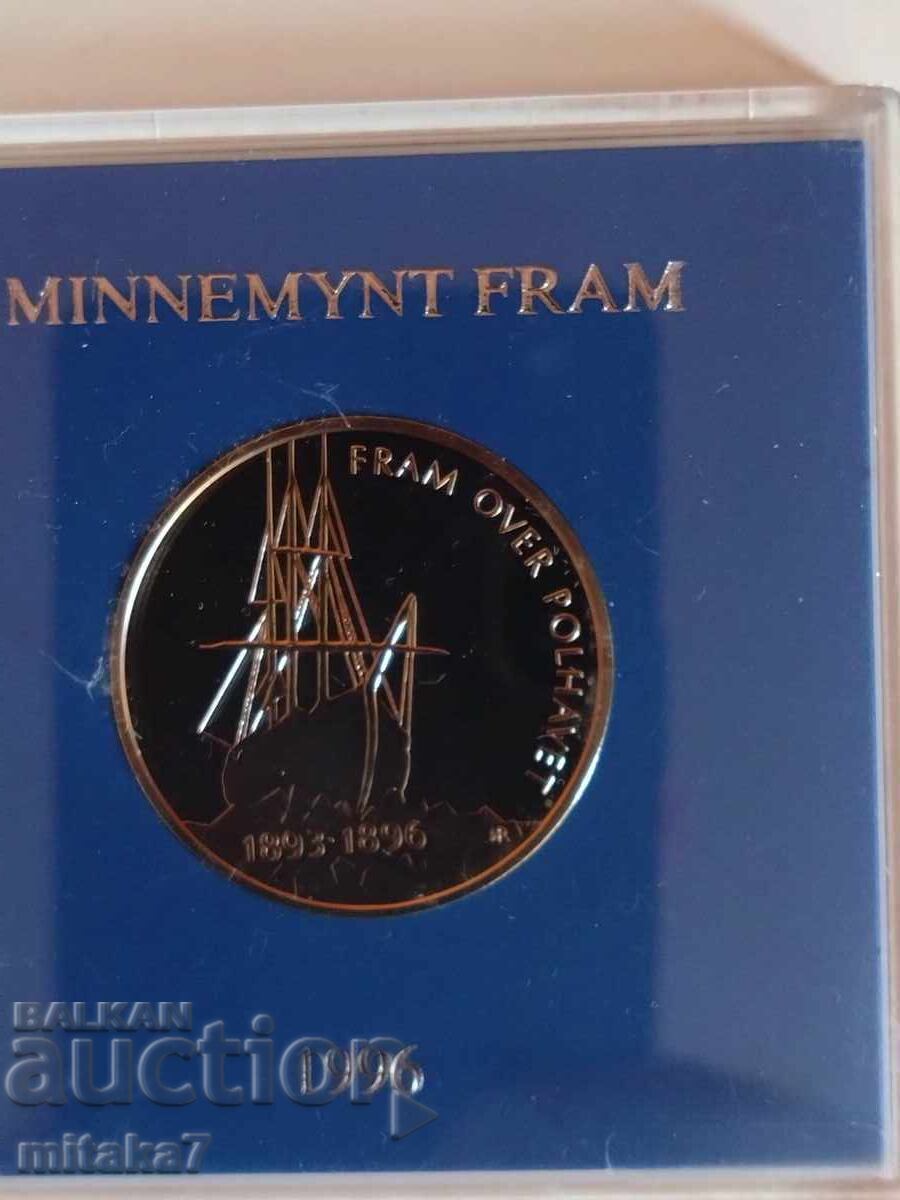 MINNEMYNT FRAM
FRAM OVER POLHAVET
1893-1896
1996
BALKAN
auction
mitaka7